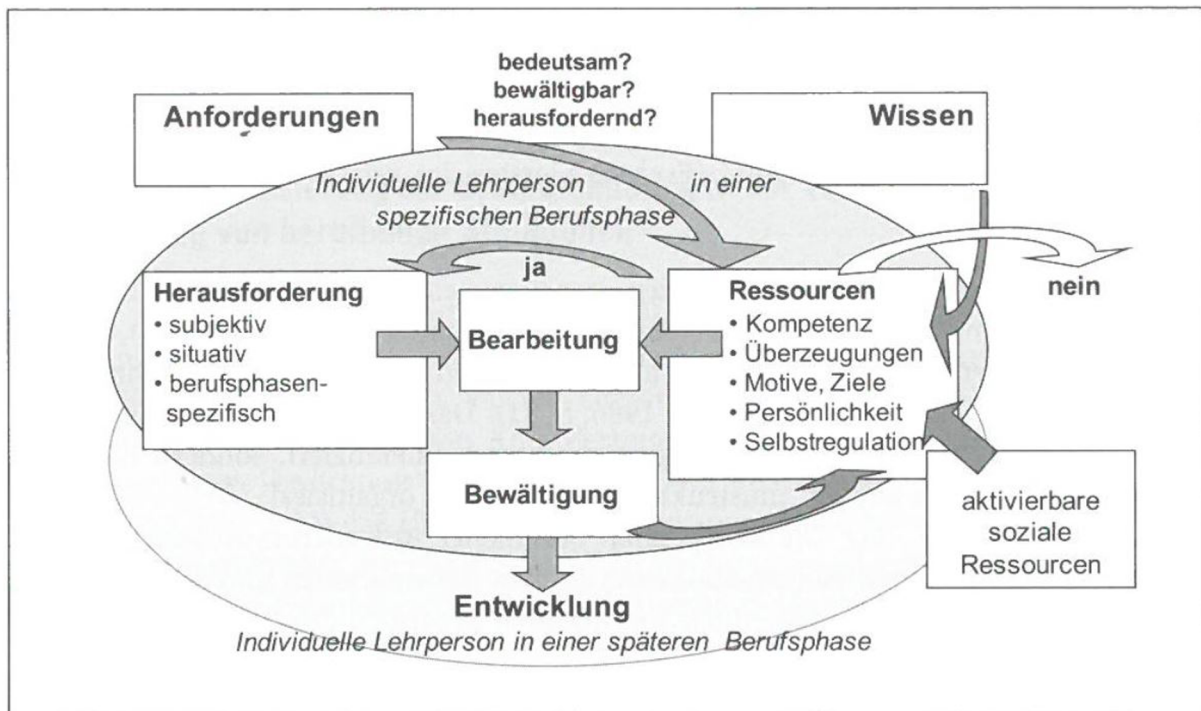 bedeutsam?
bewältigbar?
herausfordernd?
Anforderungen
Wissen
Individuelle Lehrperson in einer
spezifischen Berufsphase
ja
nein
Herausforderung
• subjektiv
• situativ
• berufsphasen-
spezifisch
Bearbeitung
Ressourcen
• Kompetenz
• Überzeugungen
• Motive, Ziele
• Persönlichkeit
• Selbstregulation
Bewältigung
aktivierbare
soziale
Ressourcen
Entwicklung
Individuelle Lehrperson in einer späteren Berufsphase